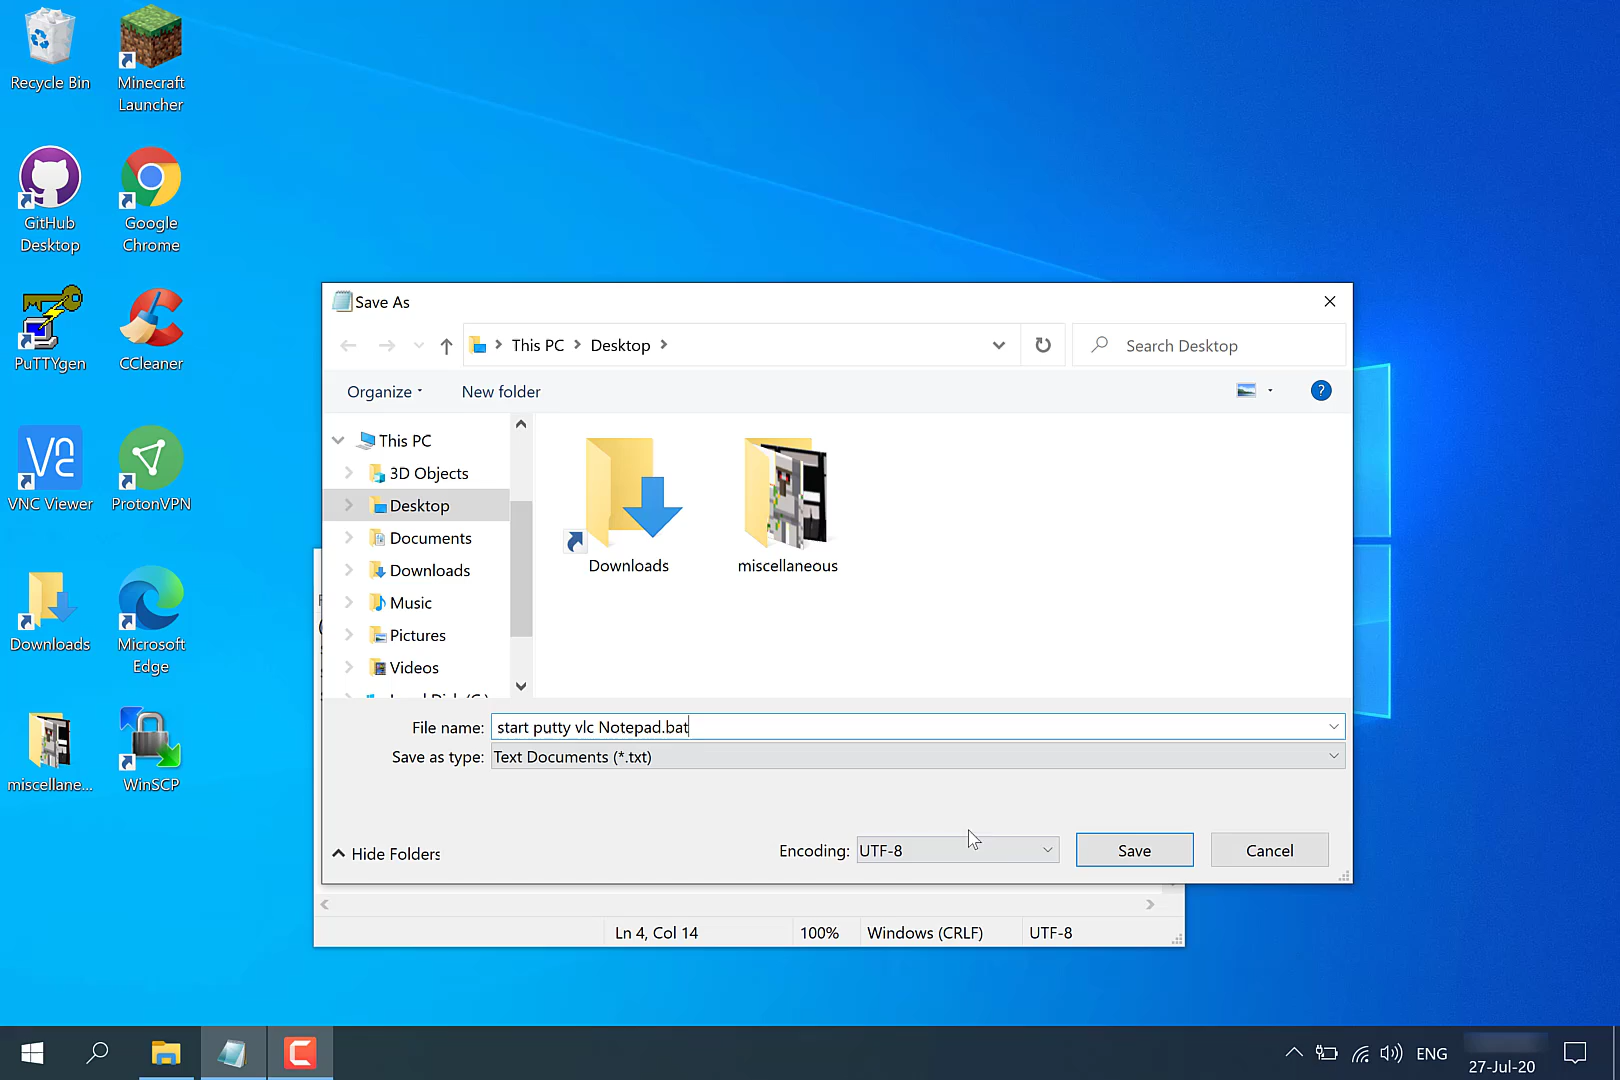 Recycle Bin
Minecraft
Launcher
GitHub
Desktop
Google
Chrome
PuTTYgen
CCleaner
VNC Viewer
ProtonVPN
Downloads
Microsoft
Edge
miscellane...
WinSCP
Save As
This PC
Desktop
Search Desktop
Organize
New folder
?
This PC
3D Objects
Desktop
Documents
Downloads
Music
Pictures
Videos
Downloads
miscellaneous
File name: start putty vlc Notepad.bat
Save as type: Text Documents (*.txt)
Hide Folders
Encoding: UTF-8
Save
Cancel
Ln 4, Col 14
100%
Windows (CRLF)
UTF-8
ENG
27-Jul-20